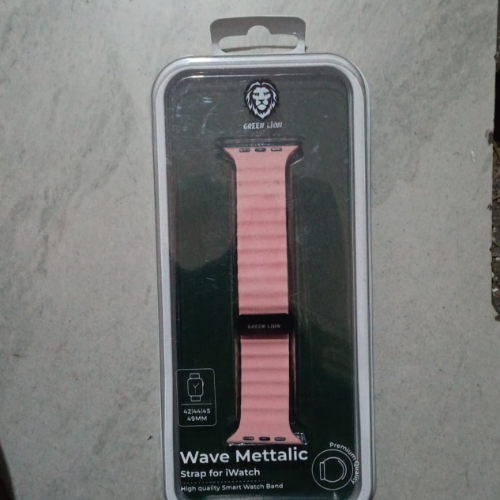 GREEN LION
GREEN LION
42|44|45
49MM
Wave Mettalic
Strap for iWatch
High quality Smart Watch Band
Premium Quality